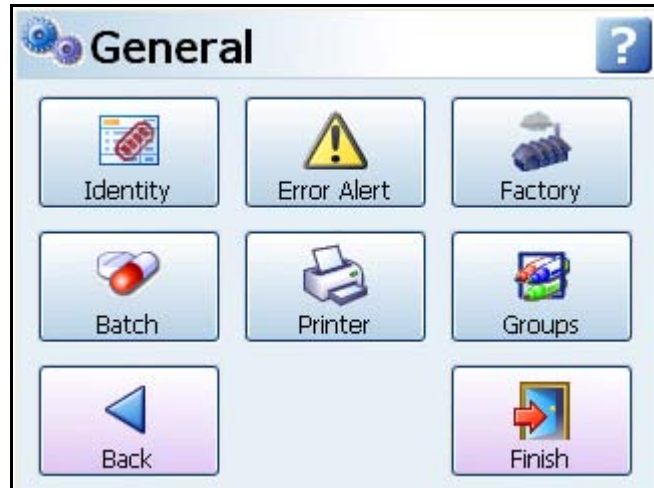 General
?
Identity
Error Alert
Factory
Batch
Printer
Groups
Back
Finish